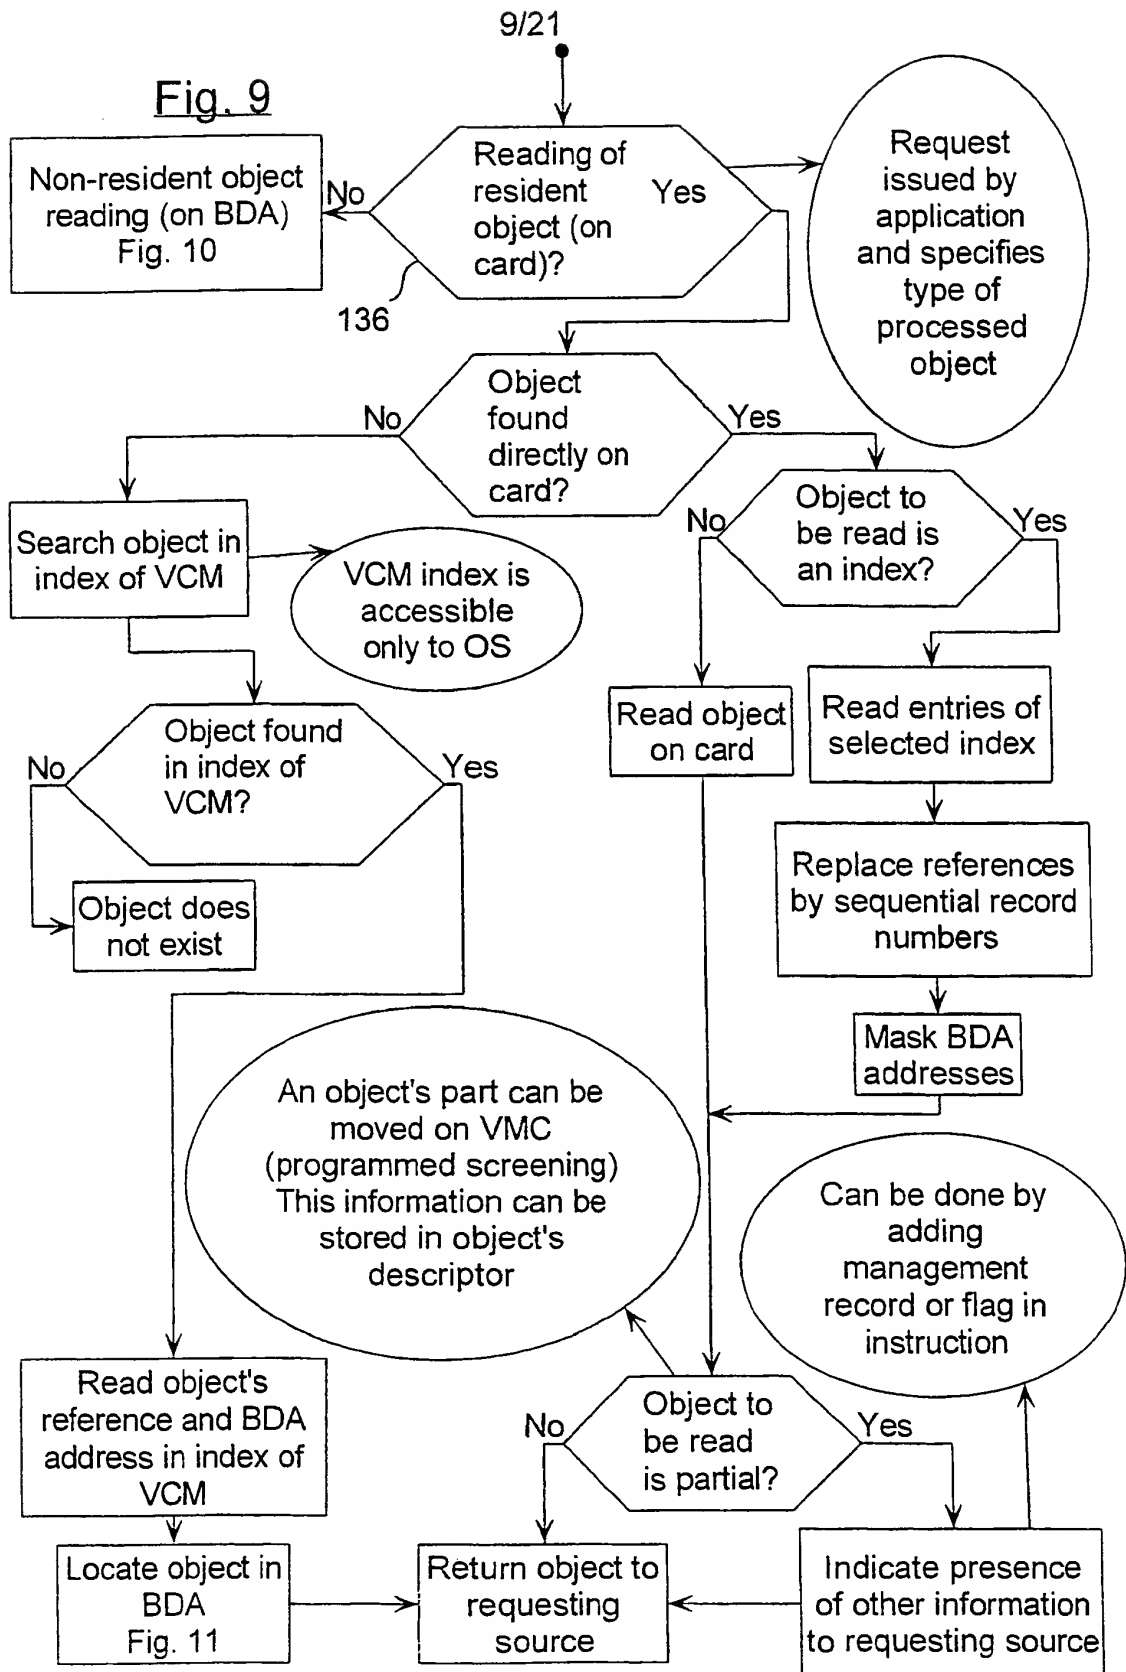 9/21
Fig. 9
Non-resident object
reading (on BDA)
Fig. 10
No
Reading of
resident
object (on
card)?
Yes
136
Request
issued by
application
and specifies
type of
processed
object
No
Object
found
directly on
card?
Yes
Search object in
index of VCM
VCM index is
accessible
only to OS
No
Object to
be read is
an index?
Yes
No
Object found
in index of
VCM?
Yes
Read object
on card
Read entries of
selected index
Object does
not exist
Replace references
by sequential record
numbers
Mask BDA
addresses
An object's part can be
moved on VMC
(programmed screening)
This information can be
stored in object's
descriptor
Can be done by
adding
management
record or flag in
instruction
Read object's
reference and BDA
address in index of
VCM
No
Object to
be read
is partial?
Yes
Locate object in
BDA
Fig. 11
Return object to
requesting
source
Indicate presence
of other information
to requesting source